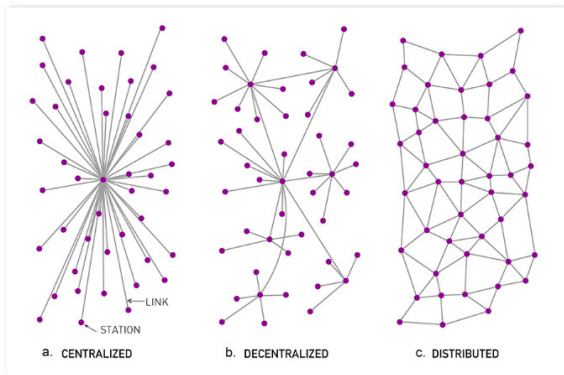 LINK
STATION
a. CENTRALIZED
b. DECENTRALIZED
c. DISTRIBUTED